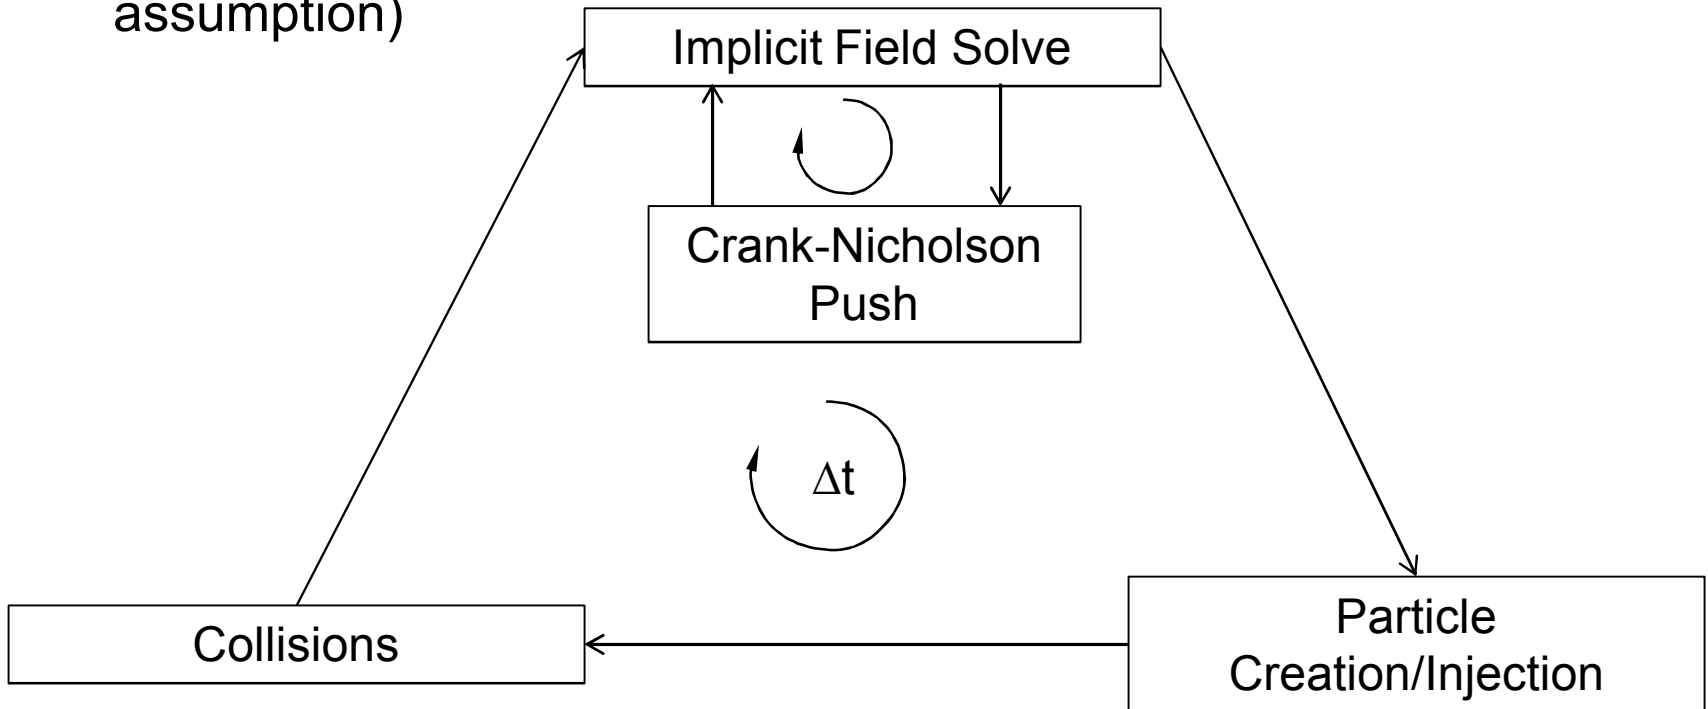 assumption)
Implicit Field Solve
Crank-Nicholson
Push
Δt
Collisions
Particle
Creation/Injection